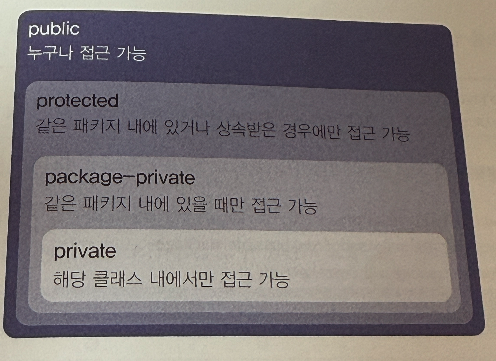 public
누구나 접근 가능
protected
같은 패키지 내에 있거나 상속받은 경우에만 접근 가능
package-private
같은 패키지 내에 있을 때만 접근 가능
private
해당 클래스 내에서만 접근 가능